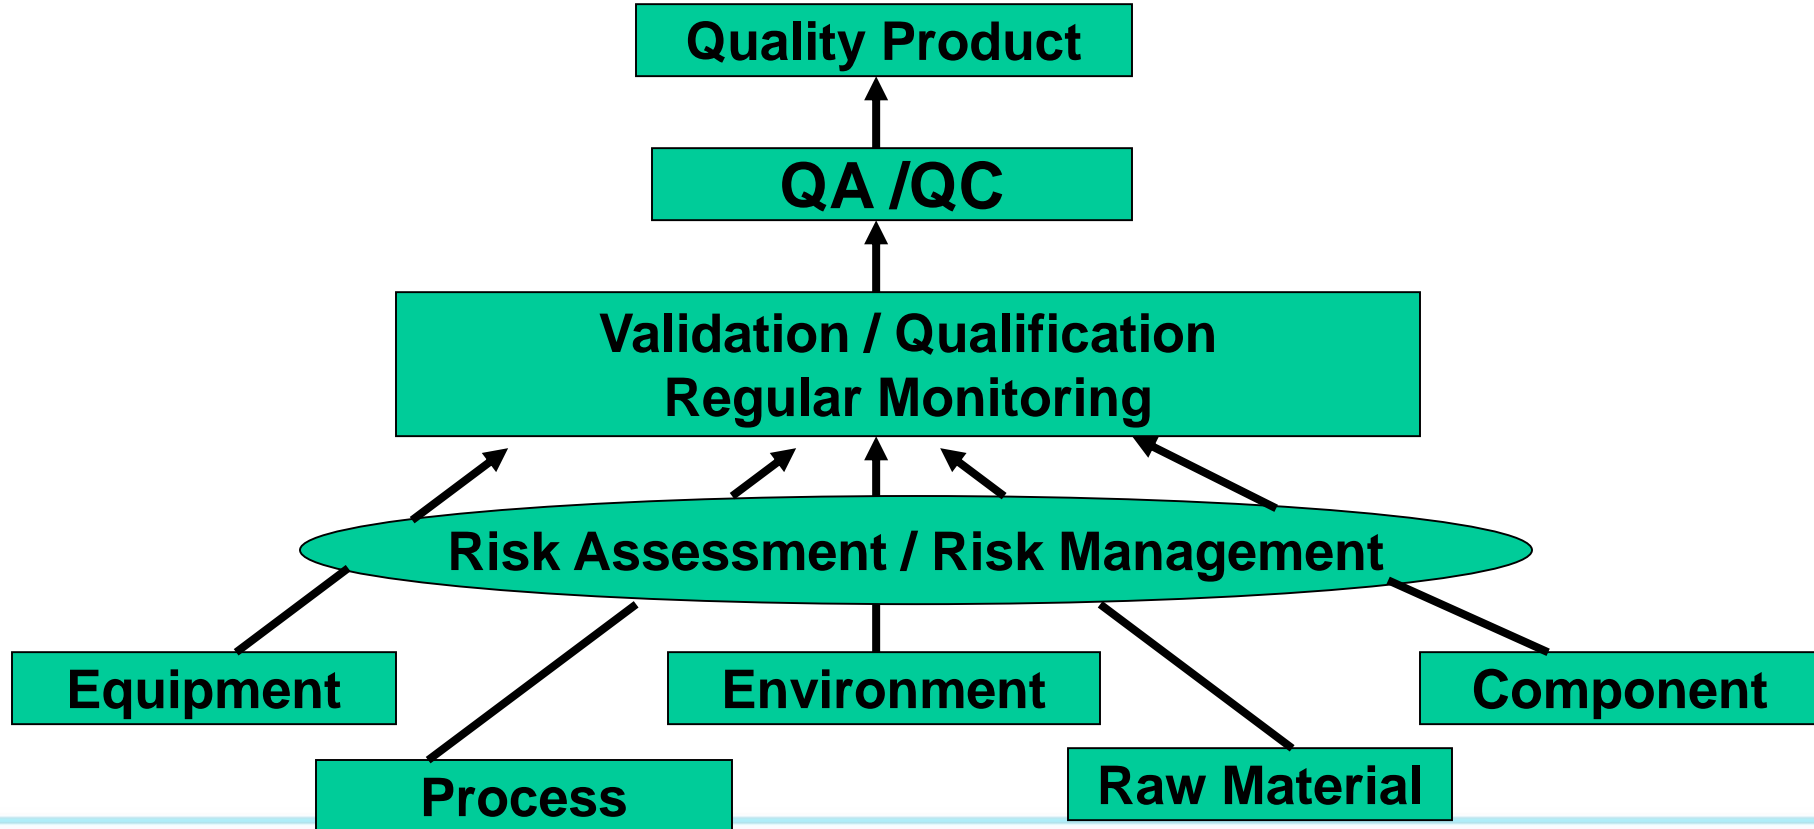 Quality Product
QA /QC
Validation / Qualification
Regular Monitoring
Risk Assessment / Risk Management
Equipment
Environment
Component
Process
Raw Material